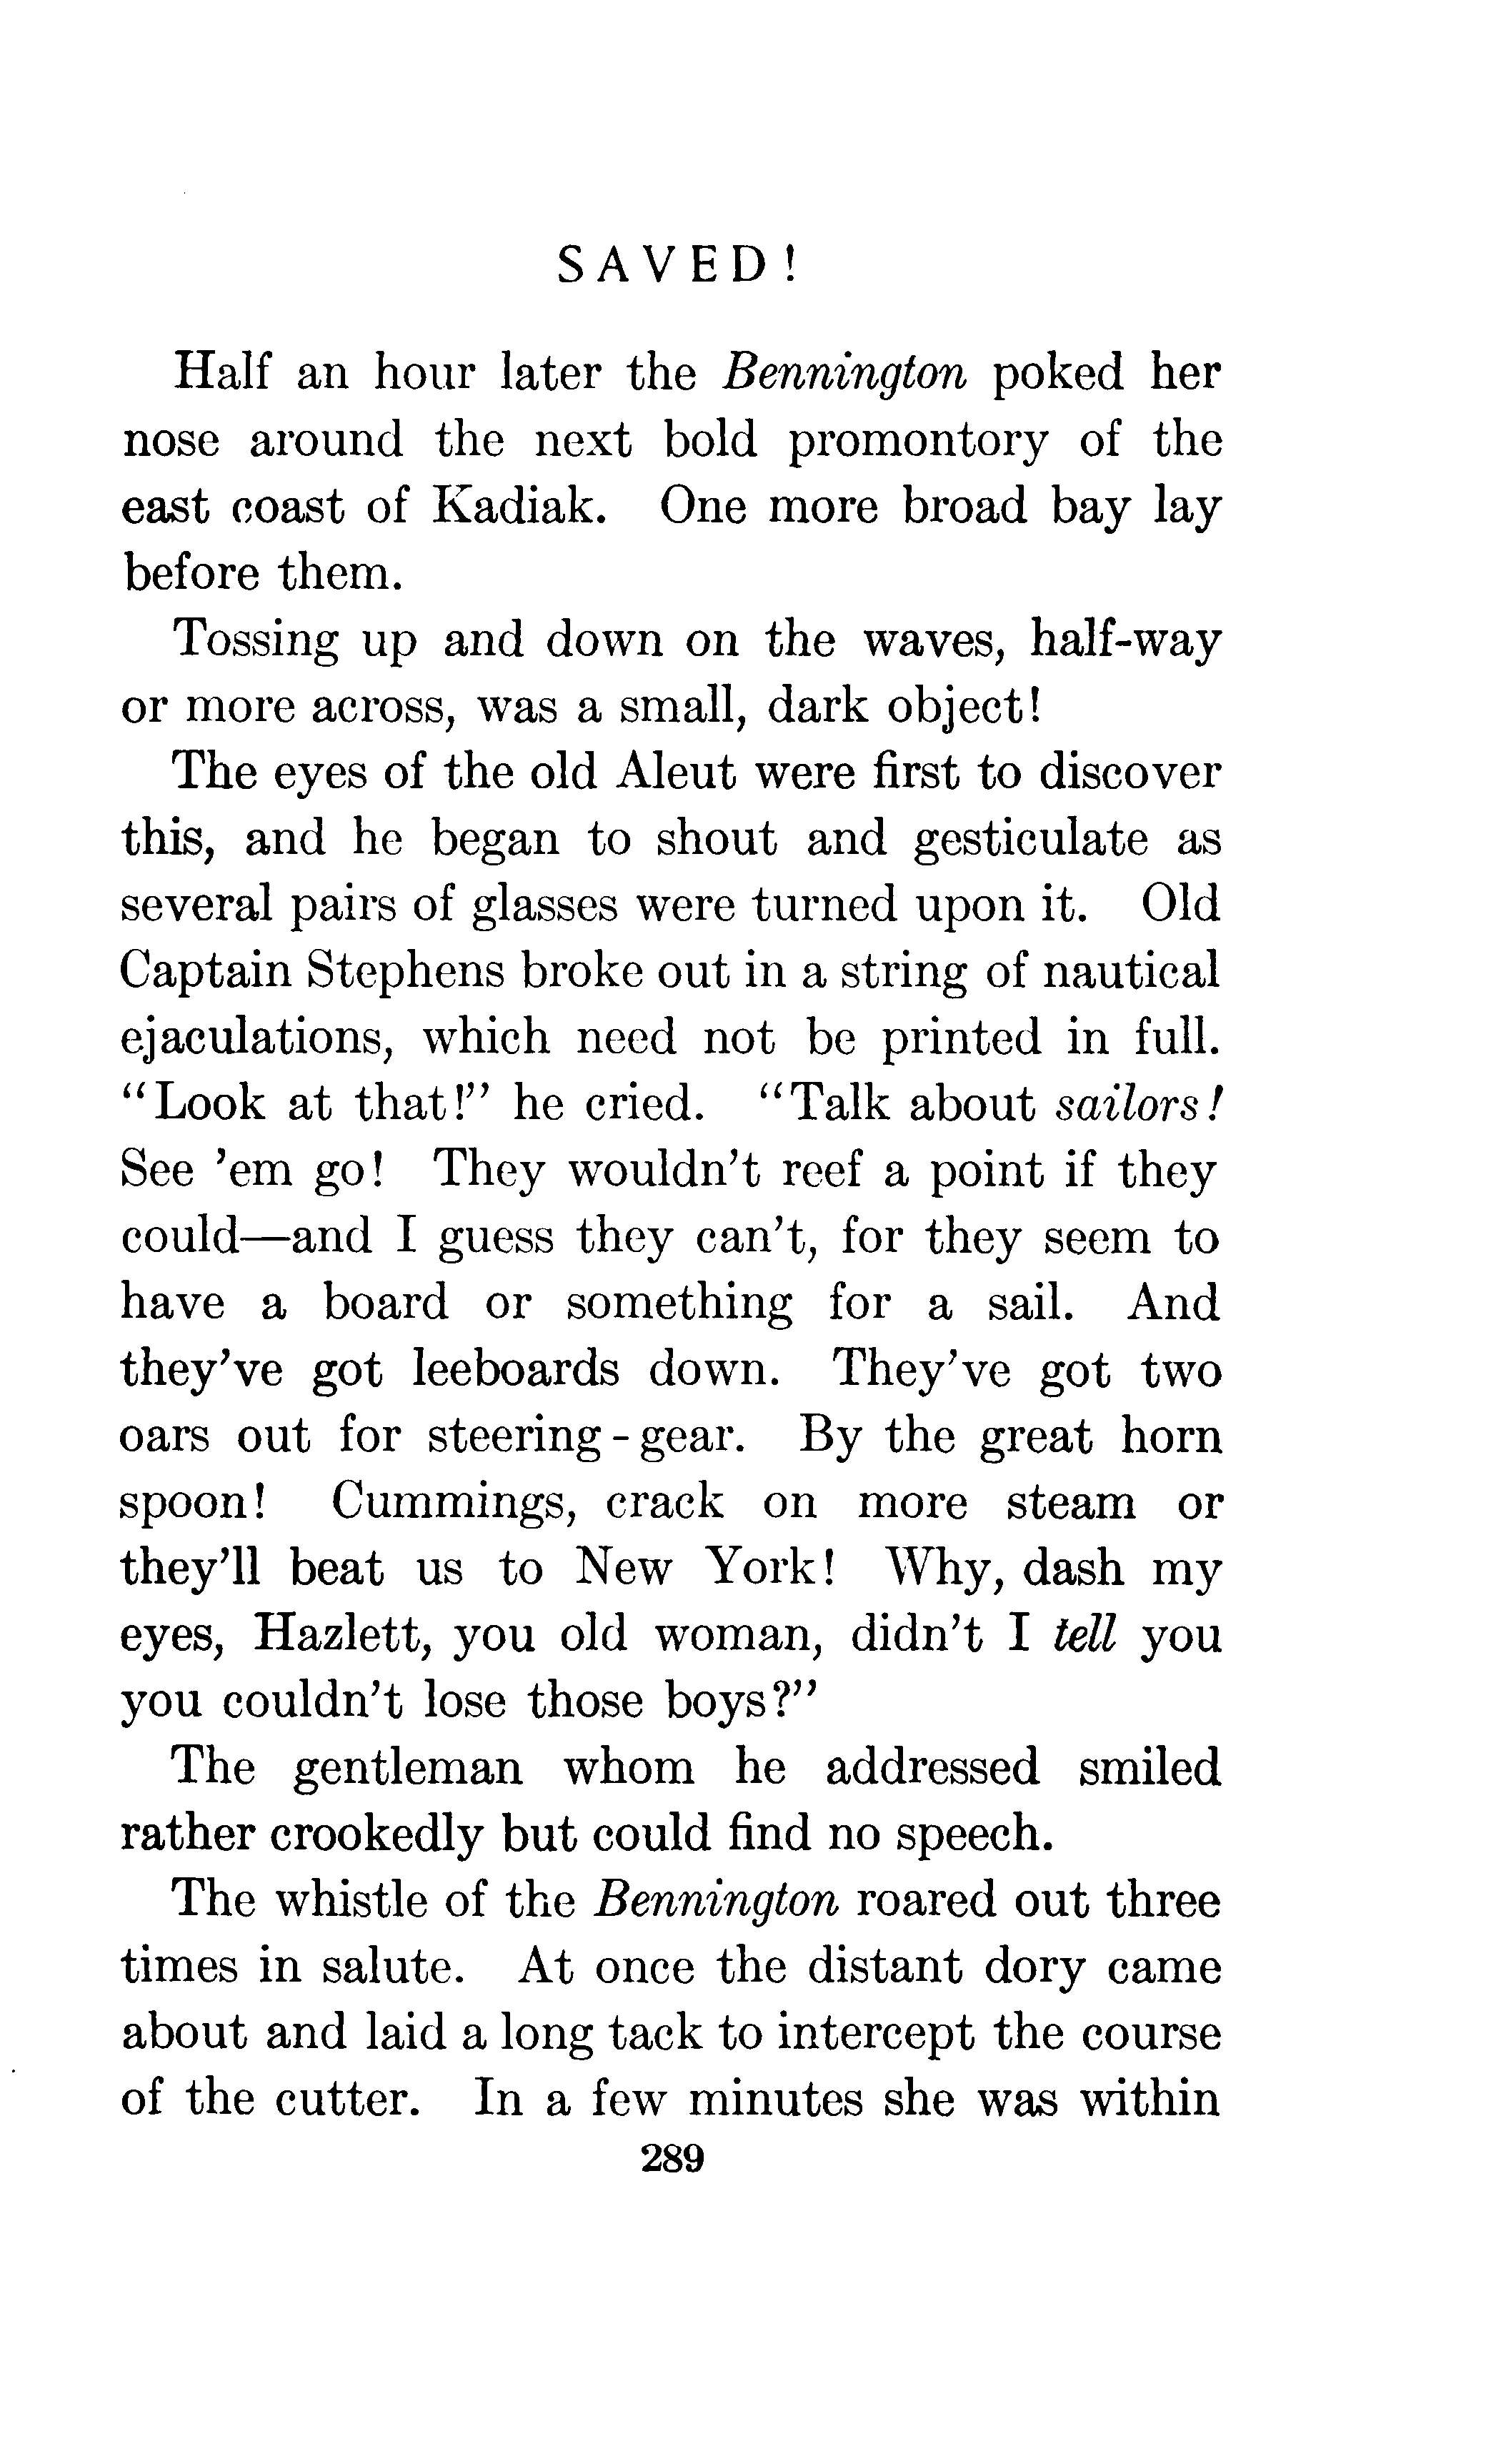 SAVED!
Half an hour later the Bennington poked her
nose around the next bold promontory of the
east coast of Kadiak. One more broad bay lay
before them.
Tossing up and down on the waves, half-way
or more across, was a small, dark object!
The eyes of the old Aleut were first to discover
this, and he began to shout and gesticulate as
several pairs of glasses were turned upon it. Old
Captain Stephens broke out in a string of nautical
ejaculations, which need not be printed in full.
"Look at that!" he cried. "Talk about sailors!
See 'em go! They wouldn't reef a point if they
could—and I guess they can't, for they seem to
have a board or something for a sail. And
they've got leeboards down. They've got two
oars out for steering-gear. By the great horn
spoon! Cummings, crack on more steam or
they'll beat us to New York! Why, dash my
eyes, Hazlett, you old woman, didn't I tell you
you couldn't lose those boys?"
The gentleman whom he addressed smiled
rather crookedly but could find no speech.
The whistle of the Bennington roared out three
times in salute. At once the distant dory came
about and laid a long tack to intercept the course
of the cutter. In a few minutes she was within
289